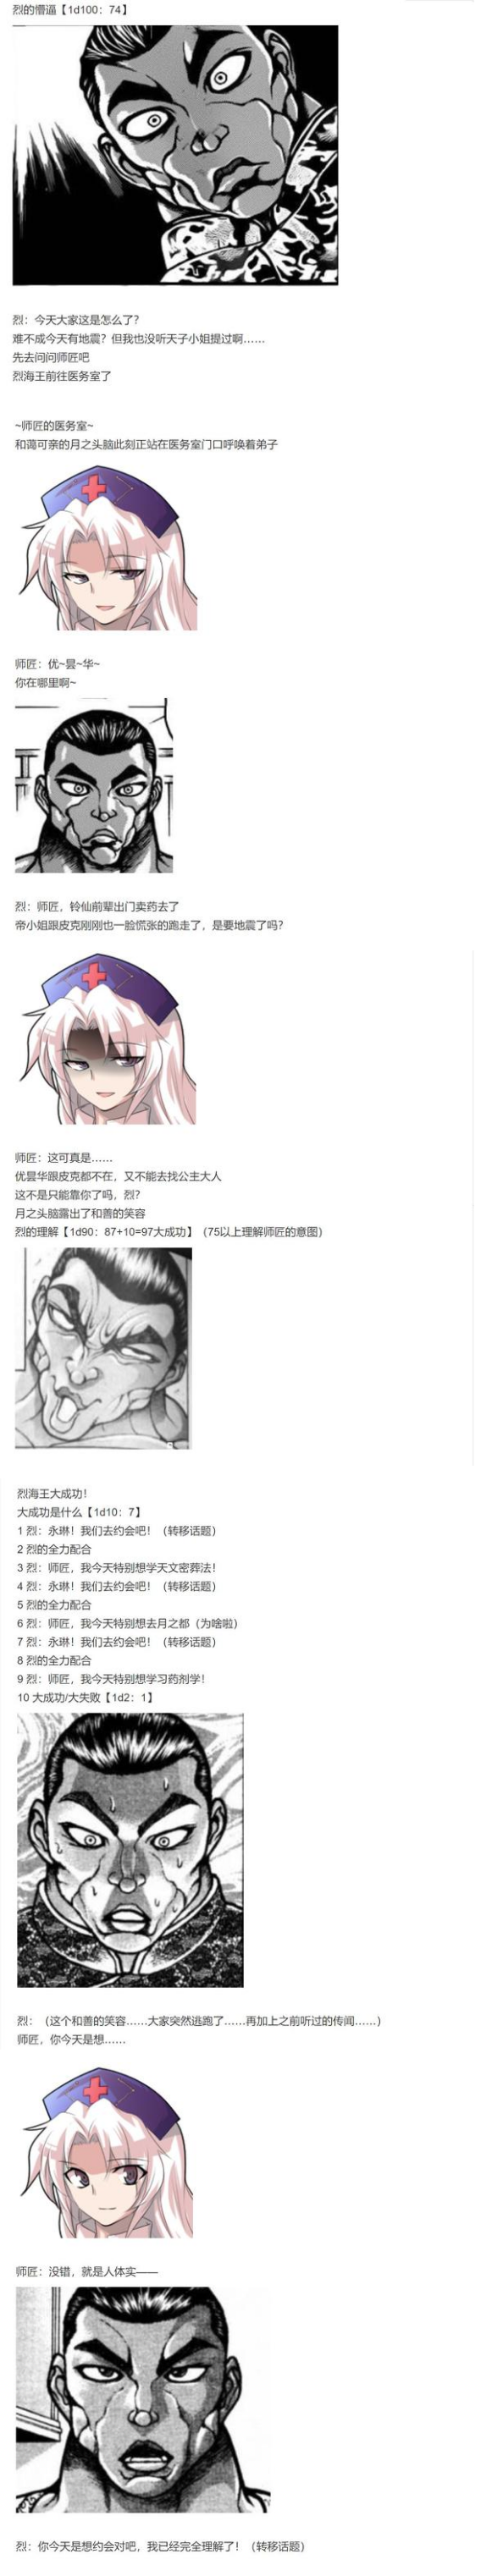 烈的懵逼【1d100：74】
烈：今天大家这是怎么了？
难不成今天有地震？但我也没听天子小姐提过啊……
先去问问师匠吧
烈海王前往医务室了
~师匠的医务室~
和蔼可亲的月之头脑此刻正站在医务室门口呼唤着弟子
师匠：优~昙~华~
你在哪里啊~
烈：师匠，铃仙前辈出门卖药去了
帝小姐跟皮克刚刚也一脸慌张的跑走了，是要地震了吗？
师匠：这可真是……
优昙华跟皮克都不在，又不能去找公主大人
这不是只能靠你了吗，烈？
月之头脑露出了和善的笑容
烈的理解【1d90：87+10=97大成功】（75以上理解师匠的意图）
烈海王大成功！
大成功是什么【1d10：7】
1 烈：永琳！我们去约会吧！（转移话题）
2 烈的全力配合
3 烈：师匠，我今天特别想学天文密葬法！
4 烈：永琳！我们去约会吧！（转移话题）
5 烈的全力配合
6 烈：师匠，我今天特别想去月之都（为啥啦）
7 烈：永琳！我们去约会吧！（转移话题）
8 烈的全力配合
9 烈：师匠，我今天特别想学习药剂学！
10 大成功/大失败【1d2：1】
烈：（这个和善的笑容……大家突然逃跑了……再加上之前听过的传闻……）
师匠，你今天是想……
师匠：没错，就是人体实——
烈：你今天是想约会对吧，我已经完全理解了！（转移话题）